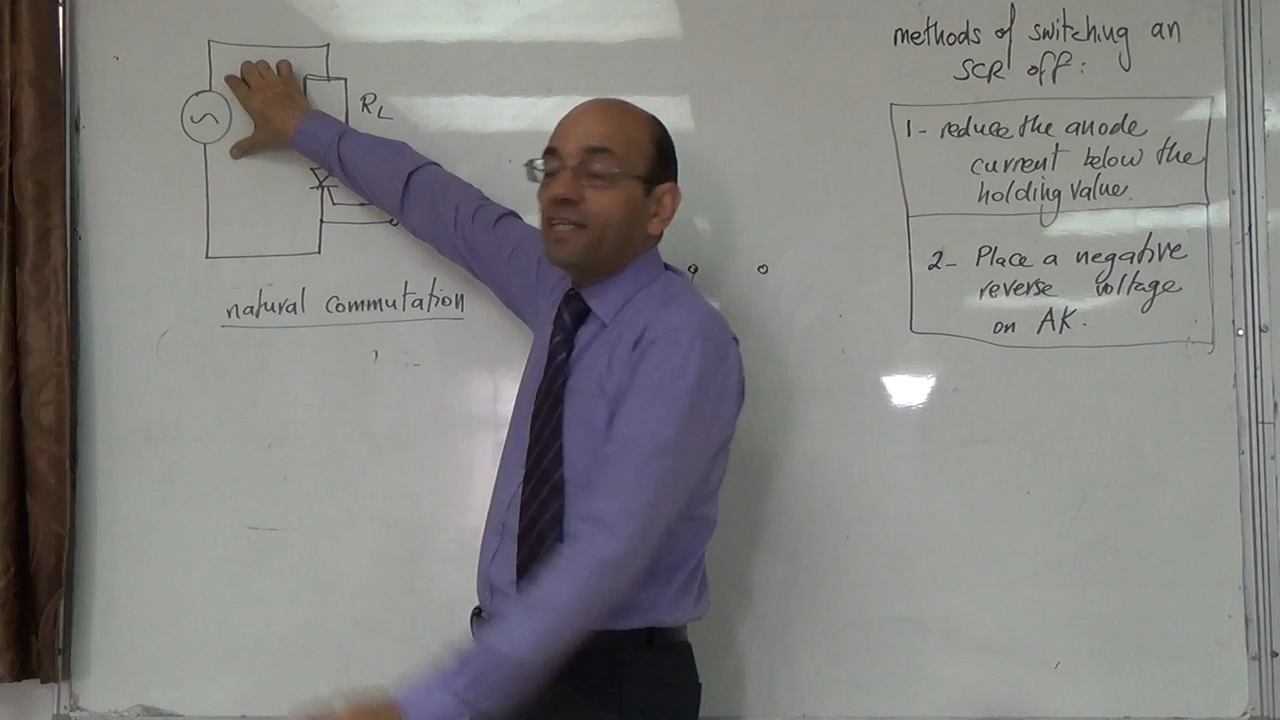 RL
natural commutation
methods of switching an
SCR off:
1- reduce the anode
current below the
holding value.
2- Place a negative
reverse voltage
on AK.